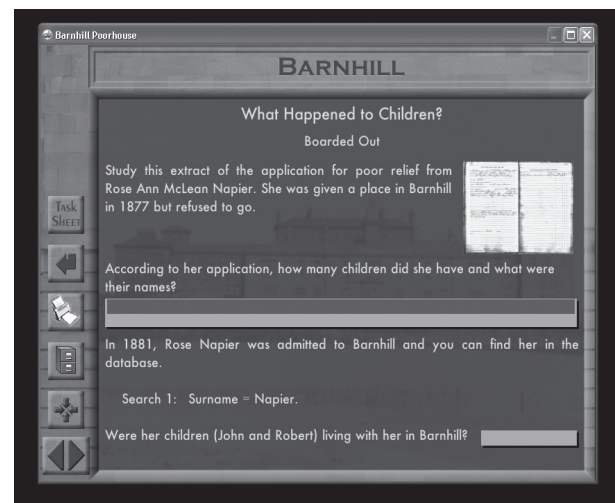 Barnhill Poorhouse
BARNHILL
What Happened to Children?
Boarded Out
Study this extract of the application for poor relief from
Rose Ann McLean Napier. She was given a place in Barnhill
in 1877 but refused to go.
TASK
SHEET
According to her application, how many children did she have and what were
their names?
In 1881, Rose Napier was admitted to Barnhill and you can find her in the
database.
Search 1: Surname = Napier.
Were her children (John and Robert) living with her in Barnhill?